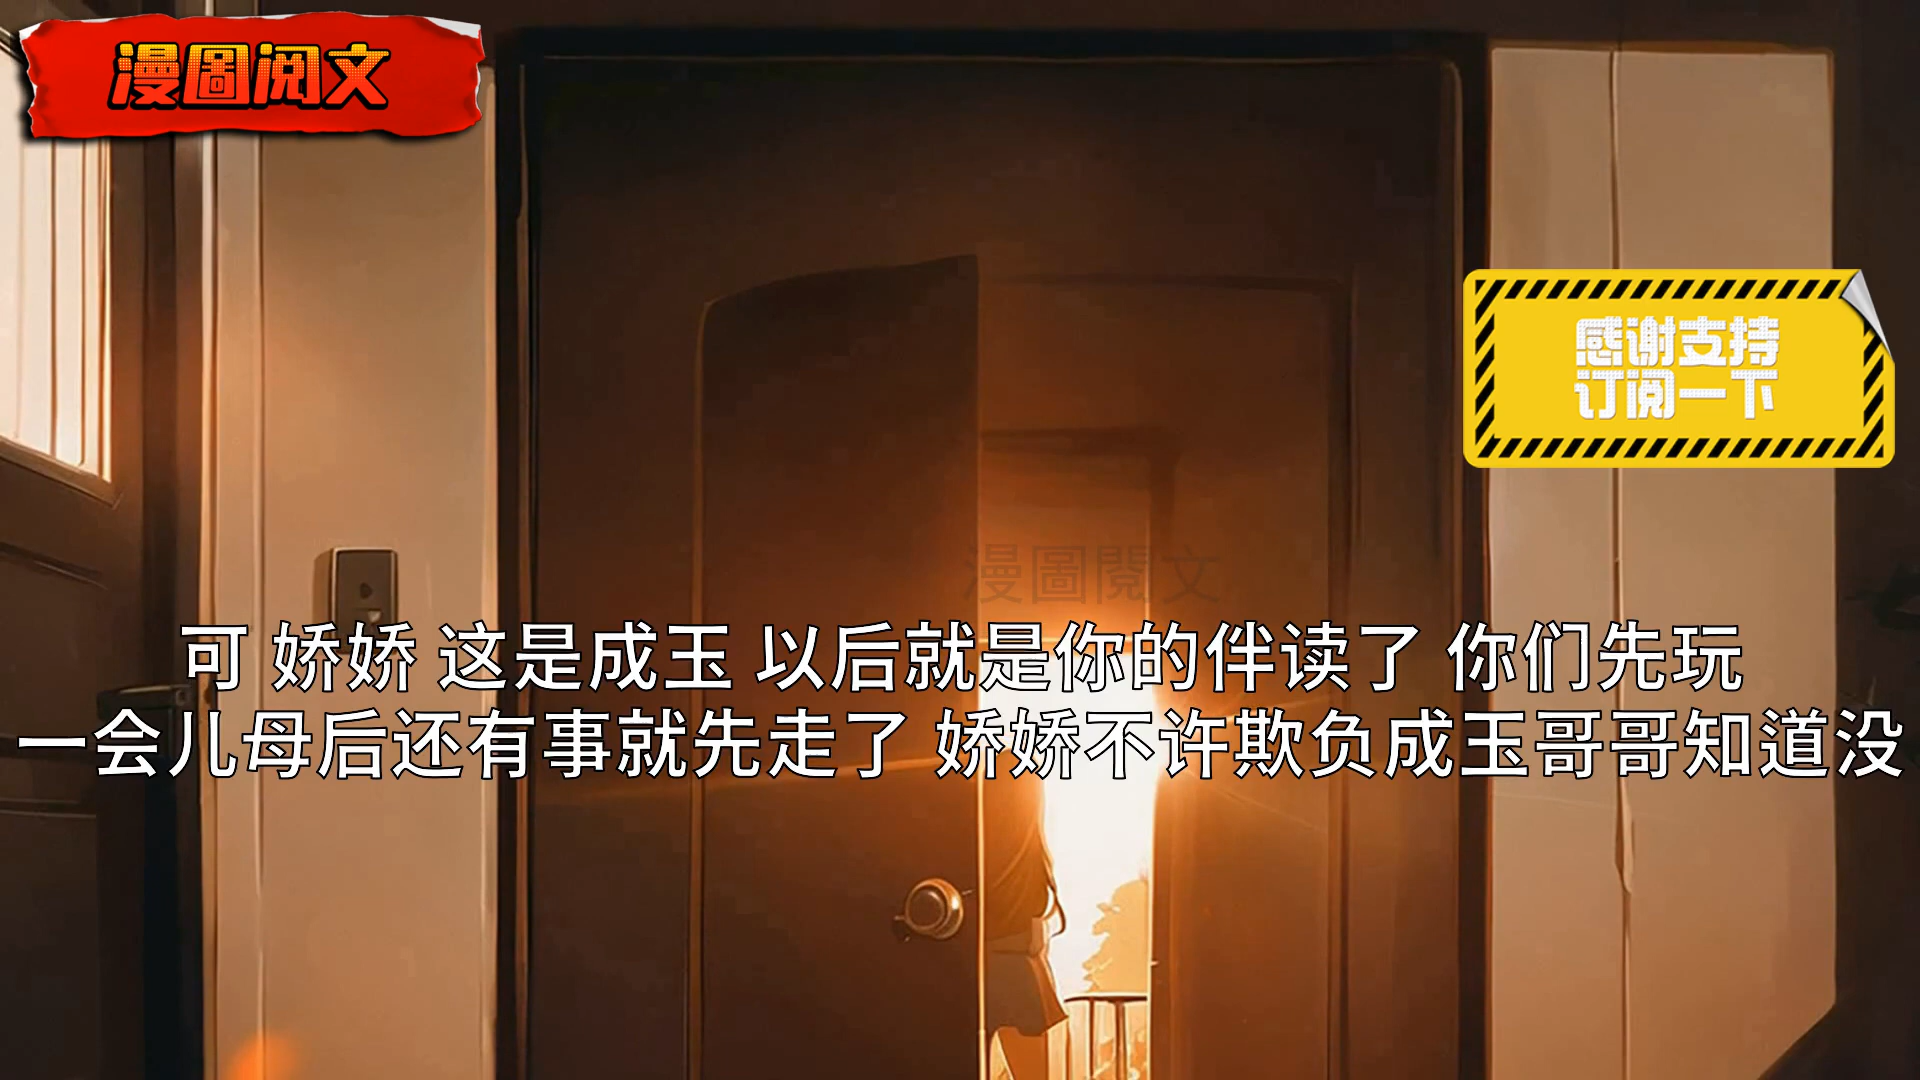 漫圖阅文
感谢支持
订阅一下
漫圖閱文
可 娇娇 这是成玉 以后就是你的伴读了 你们先玩
一会儿母后还有事就先走了 娇娇不许欺负成玉哥哥知道没